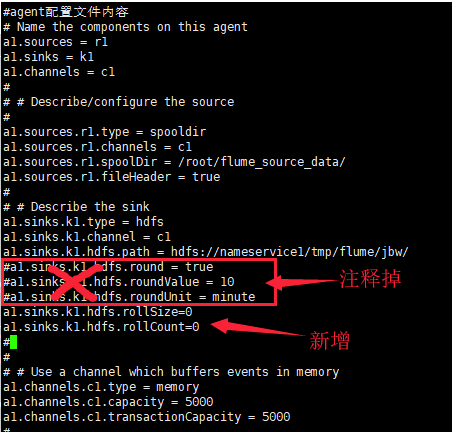 #agent配置文件内容
# Name the components on this agent
a1.sources = r1
a1.sinks = k1
a1.channels = c1
#
# # Describe/configure the source
#
a1.sources.r1.type = spooldir
a1.sources.r1.channels = c1
a1.sources.r1.spoolDir = /root/flume_source_data/
a1.sources.r1.fileHeader = true
#
# # Describe the sink
a1.sinks.k1.type = hdfs
a1.sinks.k1.channel = c1
a1.sinks.k1.hdfs.path = hdfs://nameservice1/tmp/flume/jbw/
#a1.sinks.k1.hdfs.round = true
#a1.sinks.k1.hdfs.roundValue = 10
注释掉
#a1.sinks.k1.hdfs.roundUnit = minute
a1.sinks.k1.hdfs.rollSize=0
a1.sinks.k1.hdfs.rollCount=0
新增
#
#
# # Use a channel which buffers events in memory
a1.channels.c1.type = memory
a1.channels.c1.capacity = 5000
a1.channels.c1.transactionCapacity = 5000
#